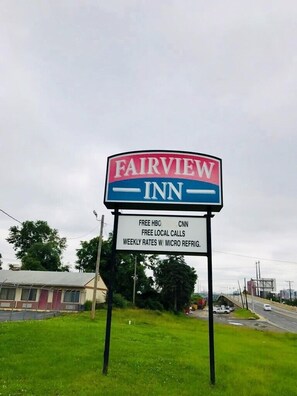 FAIRVIEW
INN
FREE HBO CNN
FREE LOCAL CALLS
WEEKLY RATES W/ MICRO REFRIG.